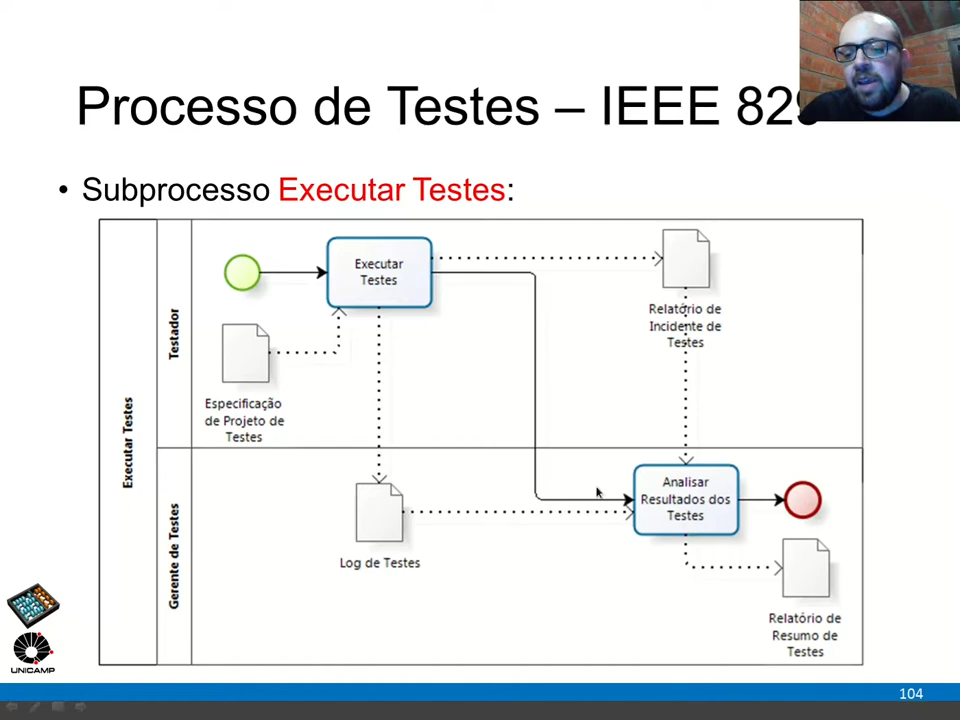 Processo de Testes – IEEE 829
• Subprocesso Executar Testes:
Executar Testes
Testador
Executar
Testes
Especificação
de Projeto de
Testes
Relatório de
Incidente de
Testes
Gerente de Testes
Log de Testes
Analisar
Resultados dos
Testes
Relatório de
Resumo de
Testes
UNICAMP
104